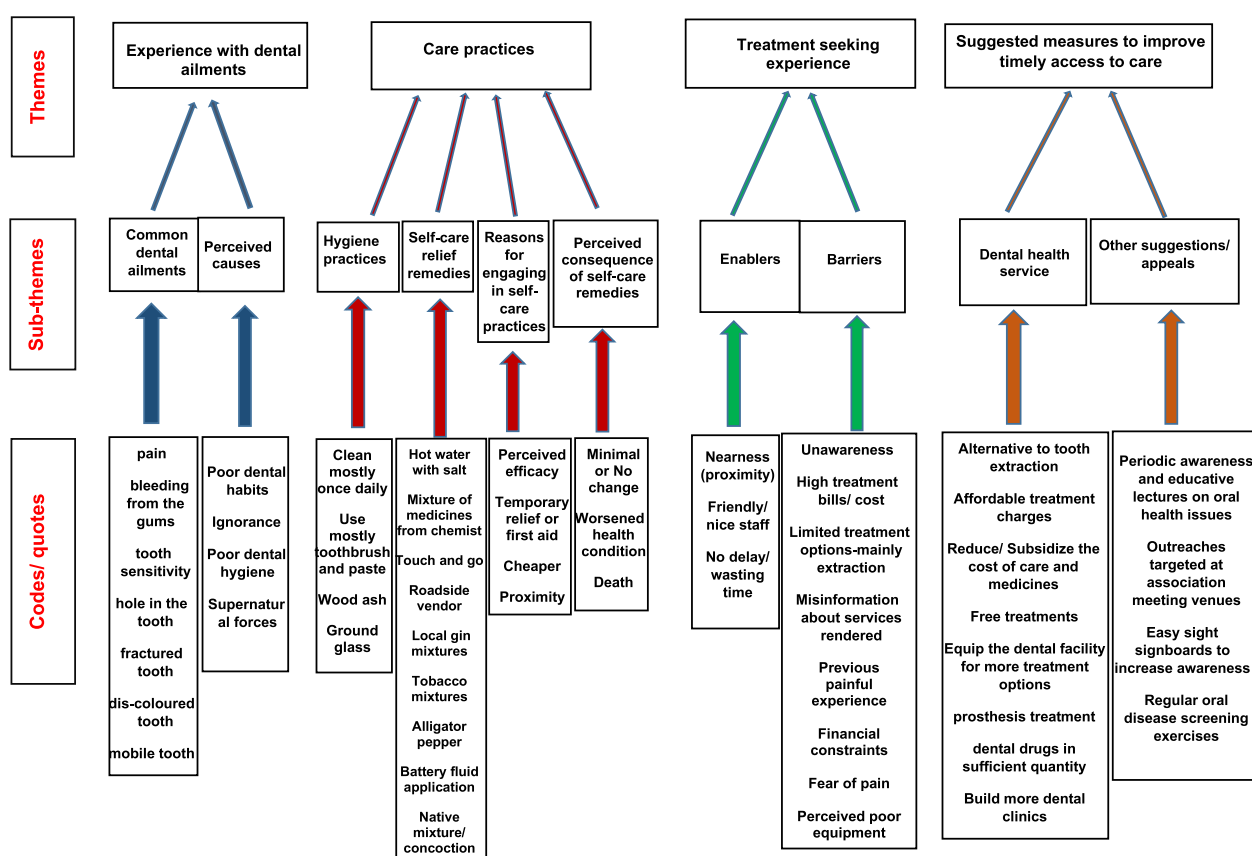 Themes
Experience with dental
ailments
Care practices
Treatment seeking
experience
Suggested measures to improve
timely access to care
Sub-themes
Common
dental
ailments
Perceived
causes
Hygiene
practices
Self-care
relief
remedies
Reasons
for
engaging
in self-
care
practices
Perceived
consequence
of self-care
remedies
Enablers
Barriers
Dental health
service
Other suggestions/
appeals
Codes/ quotes
pain
bleeding
from the
gums
tooth
sensitivity
hole in the
tooth
fractured
tooth
dis-coloured
tooth
mobile tooth
Poor dental
habits
Ignorance
Poor dental
hygiene
Supernatur
al forces
Clean
mostly
once daily
Use
mostly
toothbrush
and paste
Wood ash
Ground
glass
Hot water
with salt
Mixture of
medicines
from chemist
Touch and go
Roadside
vendor
Local gin
mixtures
Tobacco
mixtures
Alligator
pepper
Battery fluid
application
Native
mixture/
concoction
Perceived
efficacy
Temporary
relief or
first aid
Cheaper
Proximity
Minimal
or No
change
Worsened
health
condition
Death
Nearness
(proximity)
Friendly/
nice staff
No delay/
wasting
time
Unawareness
High treatment
bills/ cost
Limited treatment
options-mainly
extraction
Misinformation
about services
rendered
Previous
painful
experience
Financial
constraints
Fear of pain
Perceived poor
equipment
Alternative to tooth
extraction
Affordable treatment
charges
Reduce/ Subsidize the
cost of care and
medicines
Free treatments
Equip the dental facility
for more treatment
options
prosthesis treatment
dental drugs in
sufficient quantity
Build more dental
clinics
Periodic awareness
and educative
lectures on oral
health issues
Outreaches
targeted at
association
meeting venues
Easy sight
signboards to
increase awareness
Regular oral
disease screening
exercises